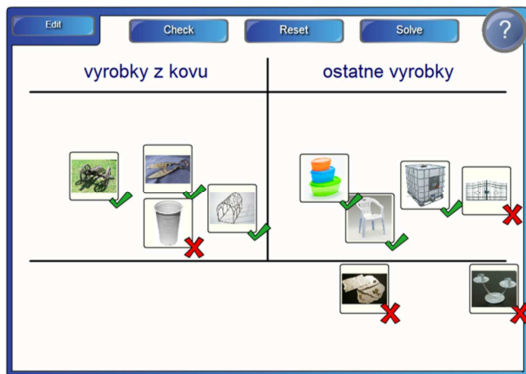 Edit
Check
Reset
Solve
?
vyrobky z kovu
ostatne vyrobky